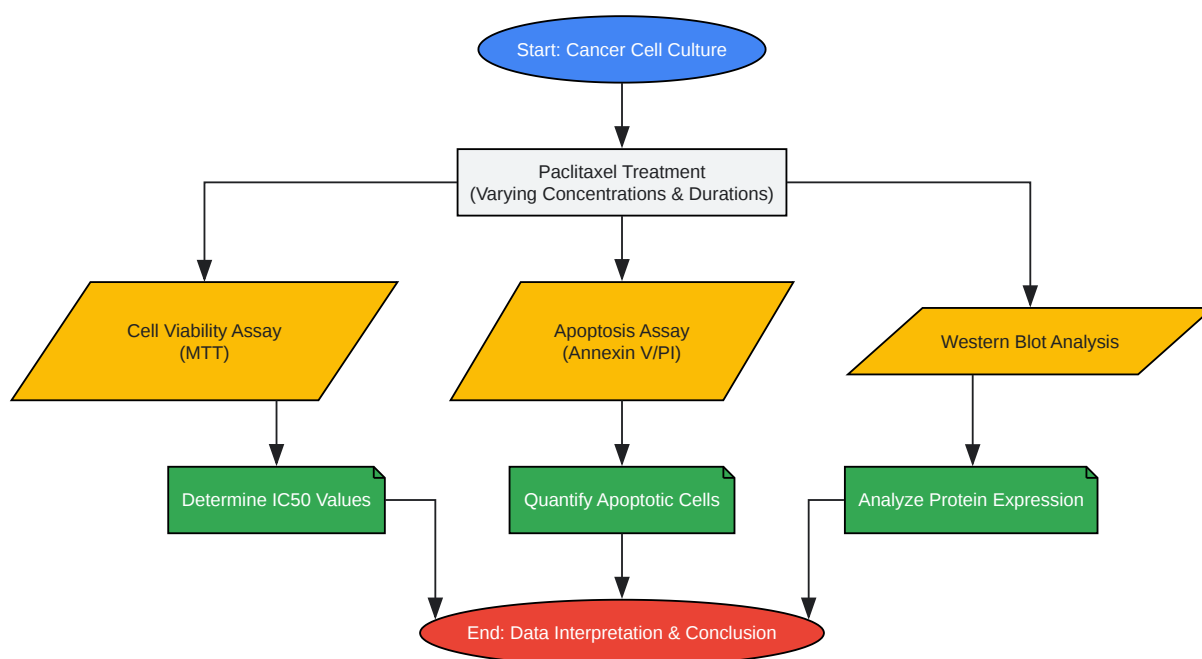 Start: Cancer Cell Culture
Paclitaxel Treatment
(Varying Concentrations & Durations)
Cell Viability Assay
(MTT)
Apoptosis Assay
(Annexin V/PI)
Western Blot Analysis
Determine IC50 Values
Quantify Apoptotic Cells
Analyze Protein Expression
End: Data Interpretation & Conclusion